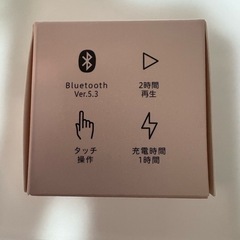 Bluetooth
Ver.5.3
2時間
再生
タッチ
操作
充電時間
1時間